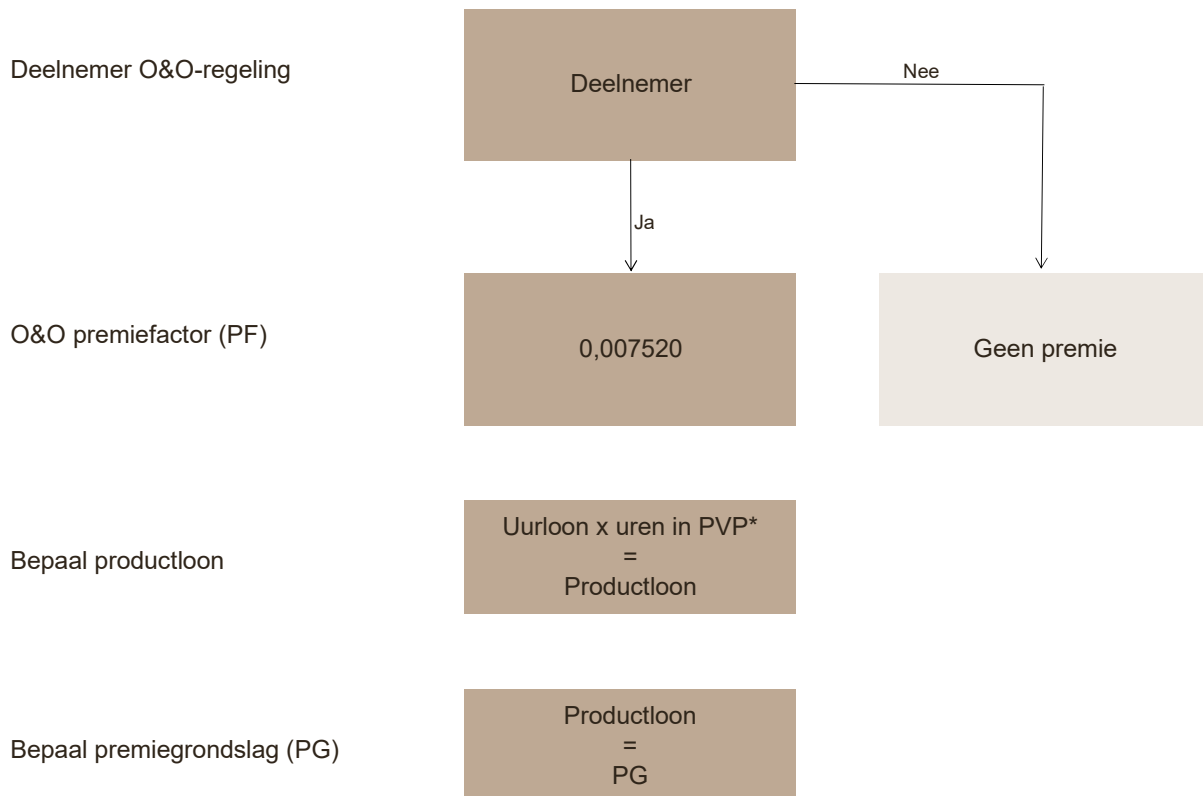 Deelnemer O&O-regeling
Deelnemer
Nee
Ja
O&O premiefactor (PF)
0,007520
Geen premie
Bepaal productloon
Uurloon x uren in PVP*
=
Productloon
Bepaal premiegrondslag (PG)
Productloon
=
PG